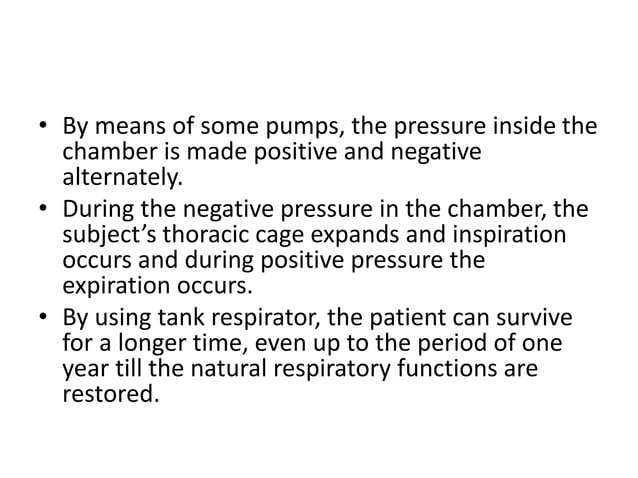 • By means of some pumps, the pressure inside the
chamber is made positive and negative
alternately.
• During the negative pressure in the chamber, the
subject’s thoracic cage expands and inspiration
occurs and during positive pressure the
expiration occurs.
• By using tank respirator, the patient can survive
for a longer time, even up to the period of one
year till the natural respiratory functions are
restored.